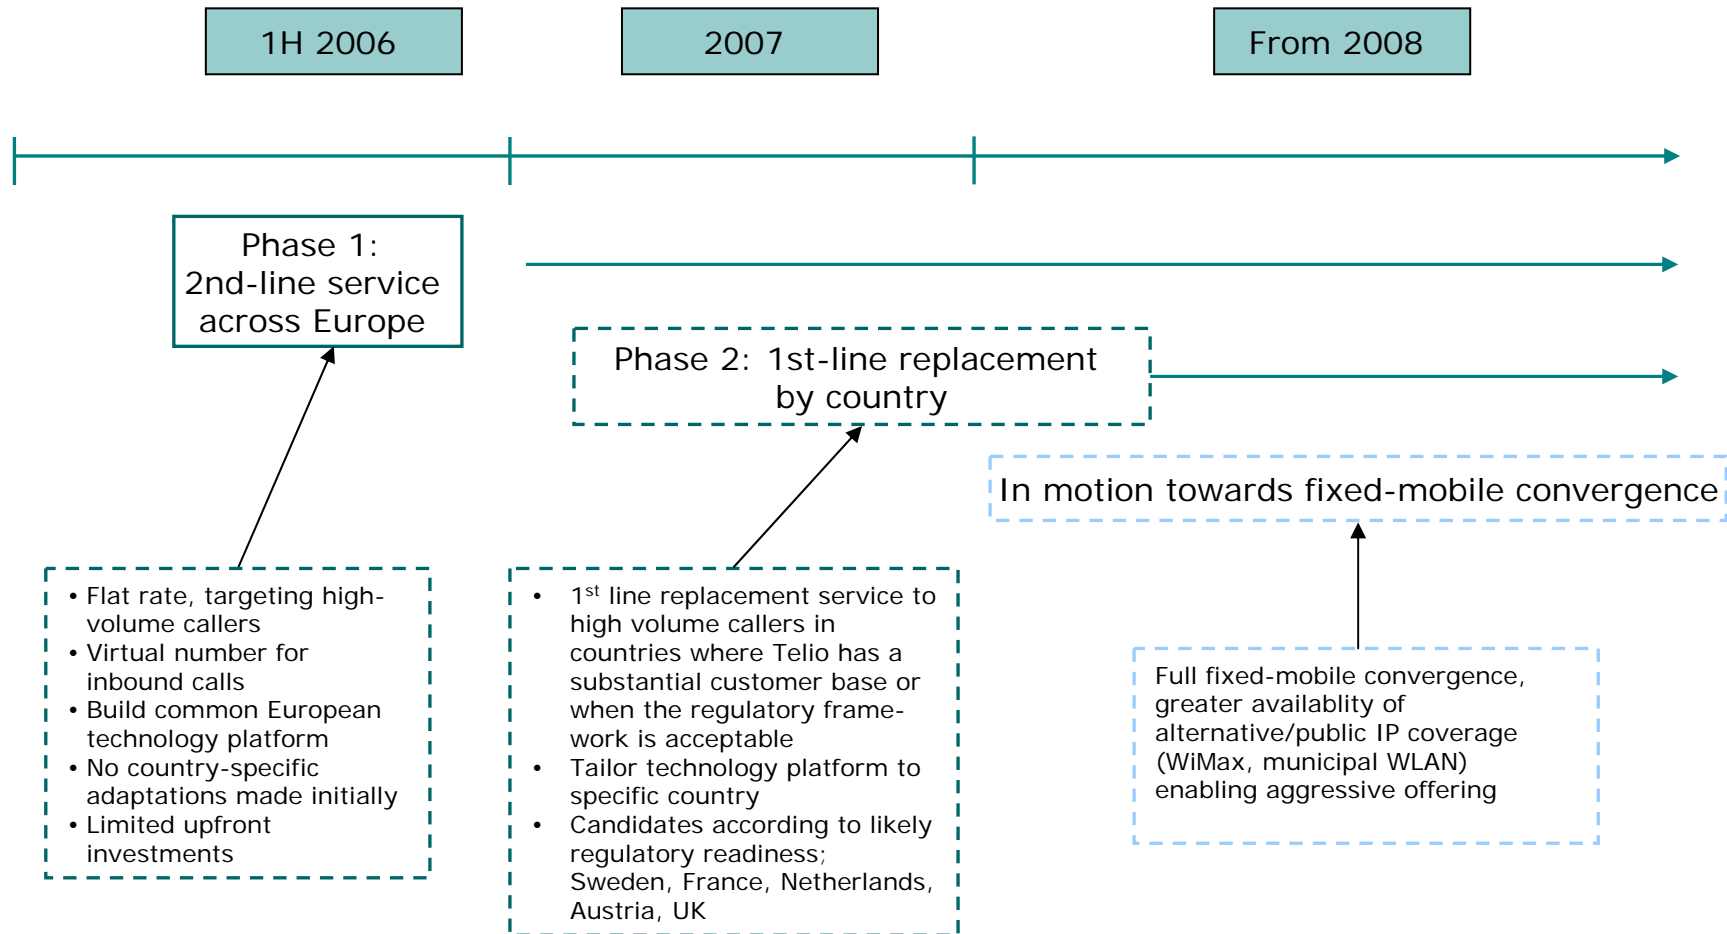 1H 2006
2007
From 2008
Phase 1:
2nd-line service
across Europe
Phase 2: 1st-line replacement
by country
In motion towards fixed-mobile convergence
• Flat rate, targeting high-
volume callers
• Virtual number for
inbound calls
• Build common European
technology platform
• No country-specific
adaptations made initially
• Limited upfront
investments
• 1st line replacement service to
high volume callers in
countries where Telio has a
substantial customer base or
when the regulatory frame-
work is acceptable
• Tailor technology platform to
specific country
• Candidates according to likely
regulatory readiness;
Sweden, France, Netherlands,
Austria, UK
Full fixed-mobile convergence,
greater availablity of
alternative/public IP coverage
(WiMax, municipal WLAN)
enabling aggressive offering